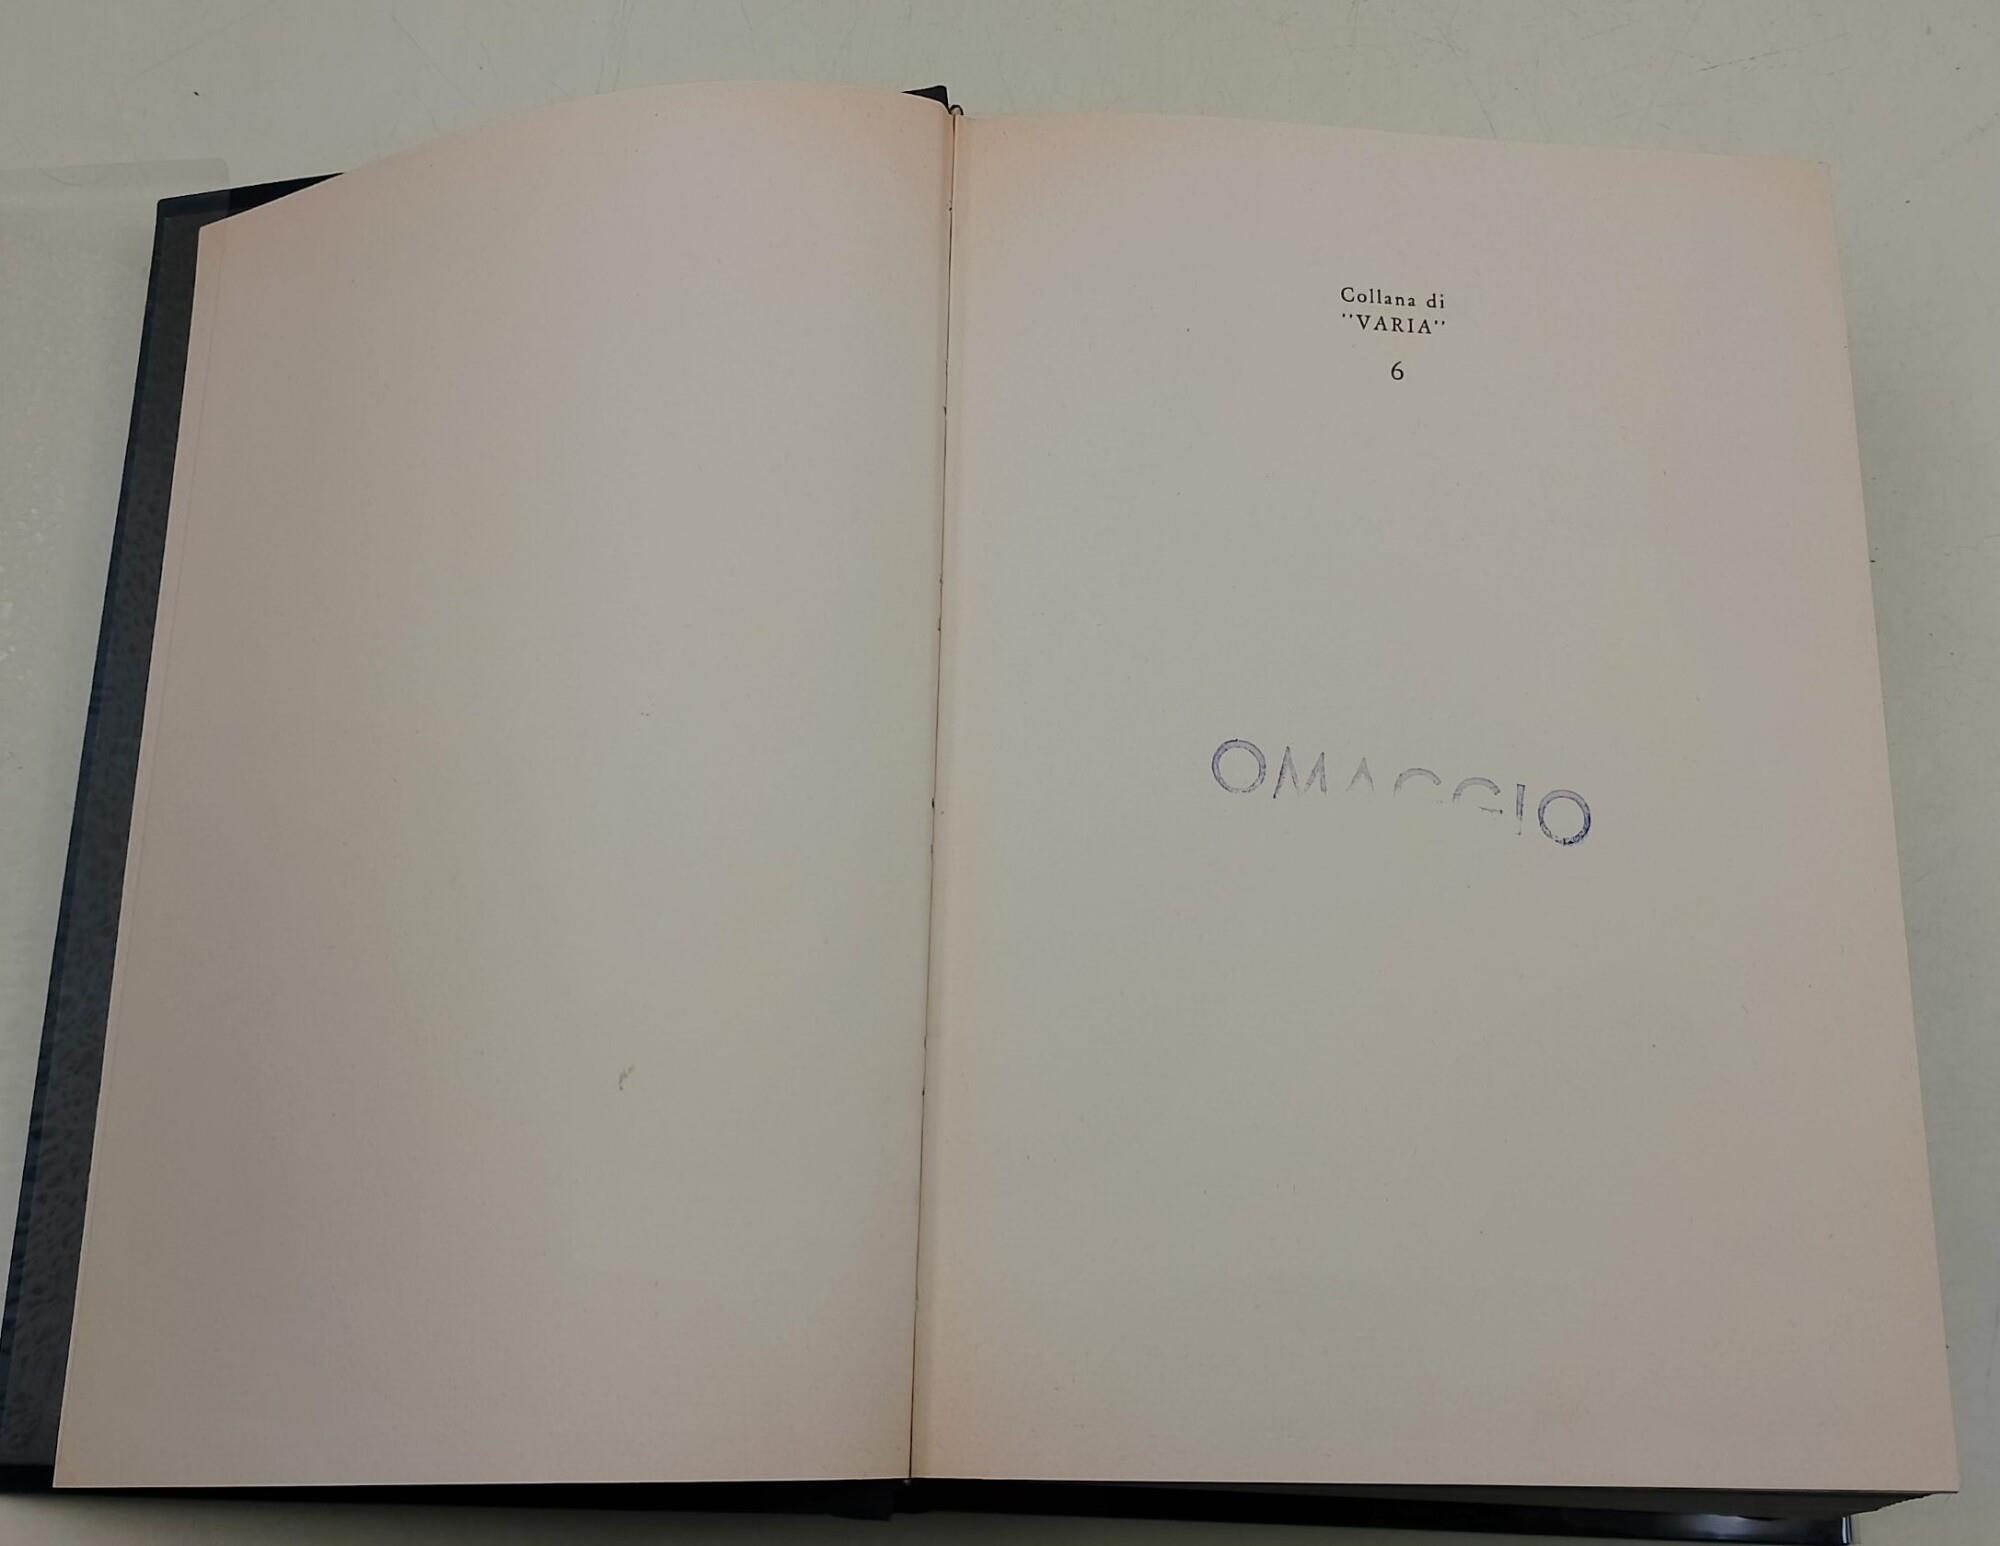 Collana di
"VARIA"
6
OMAGGIO